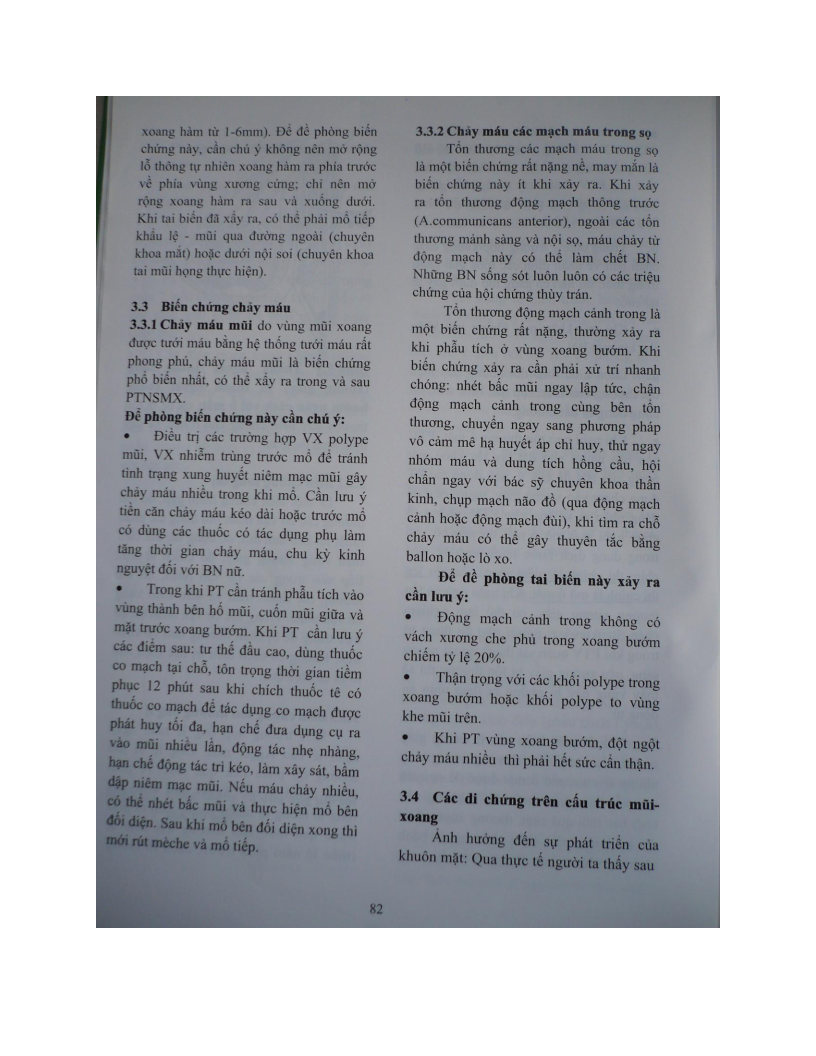 xoang hàm từ 1-6mm). Để đề phòng biến
chứng này, cần chú ý không nên mở rộng
lỗ thông tự nhiên xoang hàm ra phía trước
về phía vùng xương cứng; chỉ nên mở
rộng xoang hàm ra sau và xuống dưới.
Khi tai biến đã xẩy ra, có thể phải mổ tiếp
khẩu lệ - mũi qua đường ngoài (chuyên
khoa mắt) hoặc dưới nội soi (chuyên khoa
tai mũi họng thực hiện).
3.3 Biến chứng chảy máu
3.3.1 Chảy máu mũi do vùng mũi xoang
được tưới máu bằng hệ thống tưới máu rất
phong phú, chảy máu mũi là biến chứng
phổ biến nhất, có thể xẩy ra trong và sau
PTNSMX.
Để phòng biến chứng này cần chú ý:
• Điều trị các trường hợp VX polype
mũi, VX nhiễm trùng trước mổ để tránh
tình trạng xung huyết niêm mạc mũi gây
chảy máu nhiều trong khi mổ. Cần lưu ý
tiền căn chảy máu kéo dài hoặc trước mổ
có dùng các thuốc có tác dụng phụ làm
tăng thời gian chảy máu, chu kỳ kinh
nguyệt đối với BN nữ.
• Trong khi PT cần tránh phẫu tích vào
vùng thành bên hố mũi, cuốn mũi giữa và
mặt trước xoang bướm. Khi PT cần lưu ý
các điểm sau: tư thế đầu cao, dùng thuốc
co mạch tại chỗ, tôn trọng thời gian tiềm
phục 12 phút sau khi chích thuốc tê có
thuốc co mạch để tác dụng co mạch được
phát huy tối đa, hạn chế đưa dụng cụ ra
vào mũi nhiều lần, động tác nhẹ nhàng,
hạn chế động tác trì kéo, làm xây sát, bầm
dập niêm mạc mũi. Nếu máu chảy nhiều,
có thể nhét bấc mũi và thực hiện mổ bên
đối diện. Sau khi mổ bên đối diện xong thì
mới rút mèche và mổ tiếp.
3.3.2 Chảy máu các mạch máu trong sọ
Tổn thương các mạch máu trong sọ
là một biến chứng rất nặng nề, may mắn là
biến chứng này ít khi xảy ra. Khi xảy
ra tổn thương động mạch thông trước
(A.communicans anterior), ngoài các tổn
thương mảnh sàng và nội sọ, máu chảy từ
động mạch này có thể làm chết BN.
Những BN sống sót luôn luôn có các triệu
chứng của hội chứng thùy trán.
Tổn thương động mạch cảnh trong là
một biến chứng rất nặng, thường xảy ra
khi phẫu tích ở vùng xoang bướm. Khi
biến chứng xảy ra cần phải xử trí nhanh
chóng: nhét bấc mũi ngay lập tức, chận
động mạch cảnh trong cùng bên tổn
thương, chuyển ngay sang phương pháp
vô cảm mê hạ huyết áp chỉ huy, thử ngay
nhóm máu và dung tích hồng cầu, hội
chẩn ngay với bác sỹ chuyên khoa thần
kinh, chụp mạch não đồ (qua động mạch
cảnh hoặc động mạch đùi), khi tìm ra chỗ
chảy máu có thể gây thuyên tắc bằng
ballon hoặc lò xo.
Để đề phòng tai biến này xảy ra
cần lưu ý:
• Động mạch cảnh trong không có
vách xương che phủ trong xoang bướm
chiếm tỷ lệ 20%.
• Thận trọng với các khối polype trong
xoang bướm hoặc khối polype to vùng
khe mũi trên.
• Khi PT vùng xoang bướm, đột ngột
chảy máu nhiều thì phải hết sức cẩn thận.
3.4 Các di chứng trên cấu trúc mũi-
xoang
Ảnh hưởng đến sự phát triển của
khuôn mặt: Qua thực tế người ta thấy sau
82